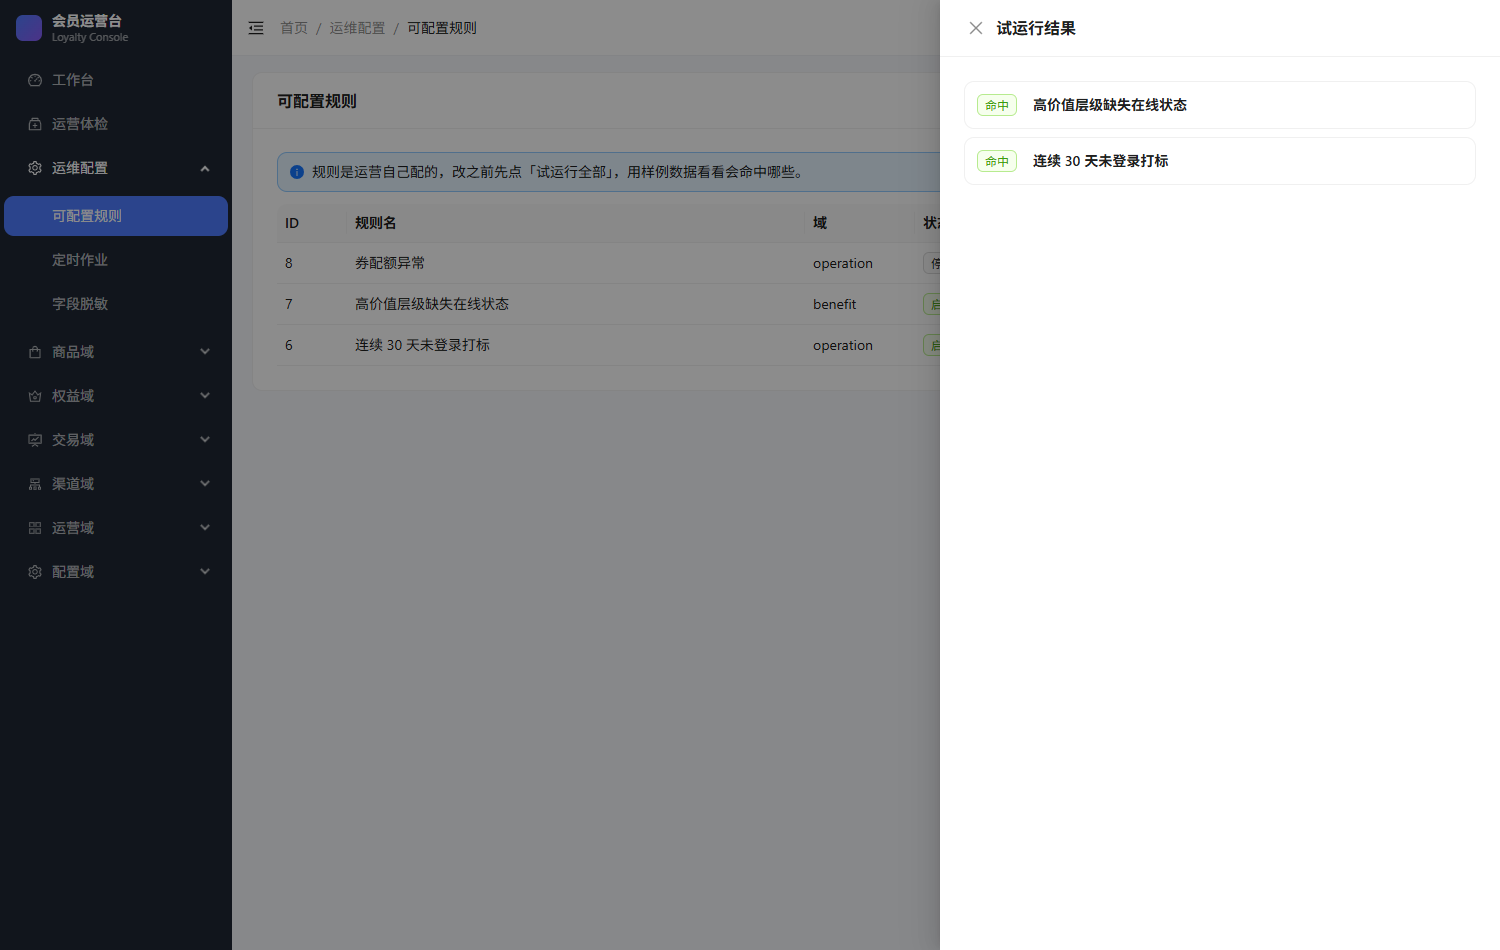 会员运营台
Loyalty Console
工作台
运营体检
运维配置
可配置规则
定时作业
字段脱敏
商品域
权益域
交易域
渠道域
运营域
配置域
首页 / 运维配置 / 可配置规则
可配置规则
规则是运营自己配的，改之前先点「试运行全部」，用样例数据看看会命中哪些。
ID 规则名 域 状
8 券配额异常 operation 停
7 高价值层级缺失在线状态 benefit 启
6 连续 30 天未登录打标 operation 启
试运行结果
命中 高价值层级缺失在线状态
命中 连续 30 天未登录打标